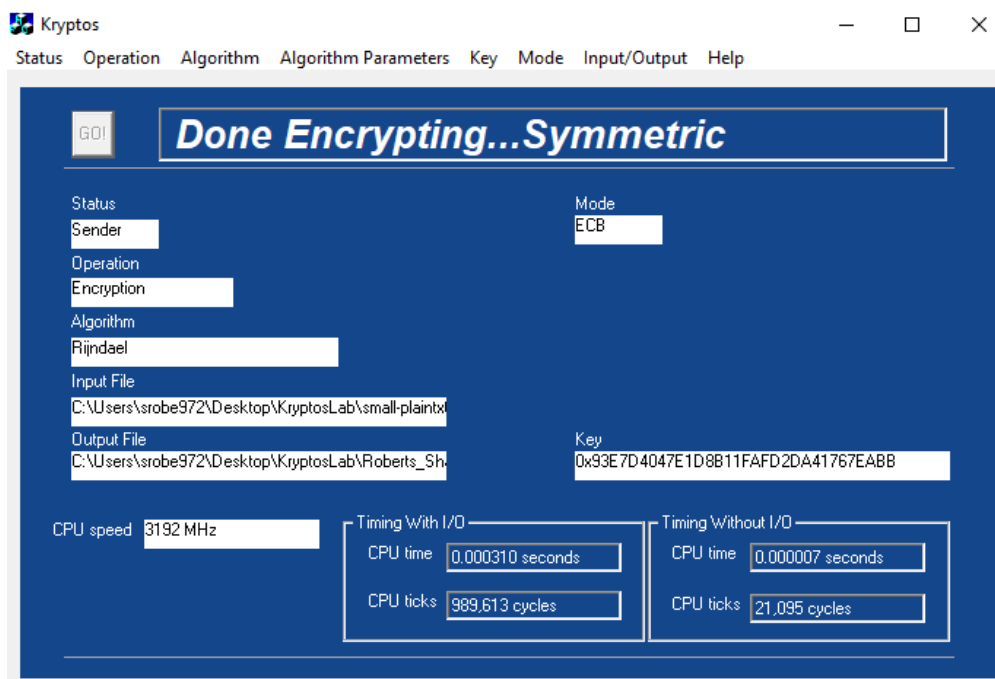 Kryptos
Status Operation Algorithm Algorithm Parameters Key Mode Input/Output Help
GO! Done Encrypting...Symmetric
Status Mode
Sender ECB
Operation
Encryption
Algorithm
Rijndael
Input File
C:\Users\srobe972\Desktop\KryptosLab\small-plaintx
Output File Key
C:\Users\srobe972\Desktop\KryptosLab\Roberts_Sh 0x93E7D4047E1D8B11FAFD2DA41767EABB
Timing With I/O Timing Without I/O
CPU speed 3192 MHz
CPU time 0.000310 seconds CPU time 0.000007 seconds
CPU ticks 989,613 cycles CPU ticks 21,095 cycles